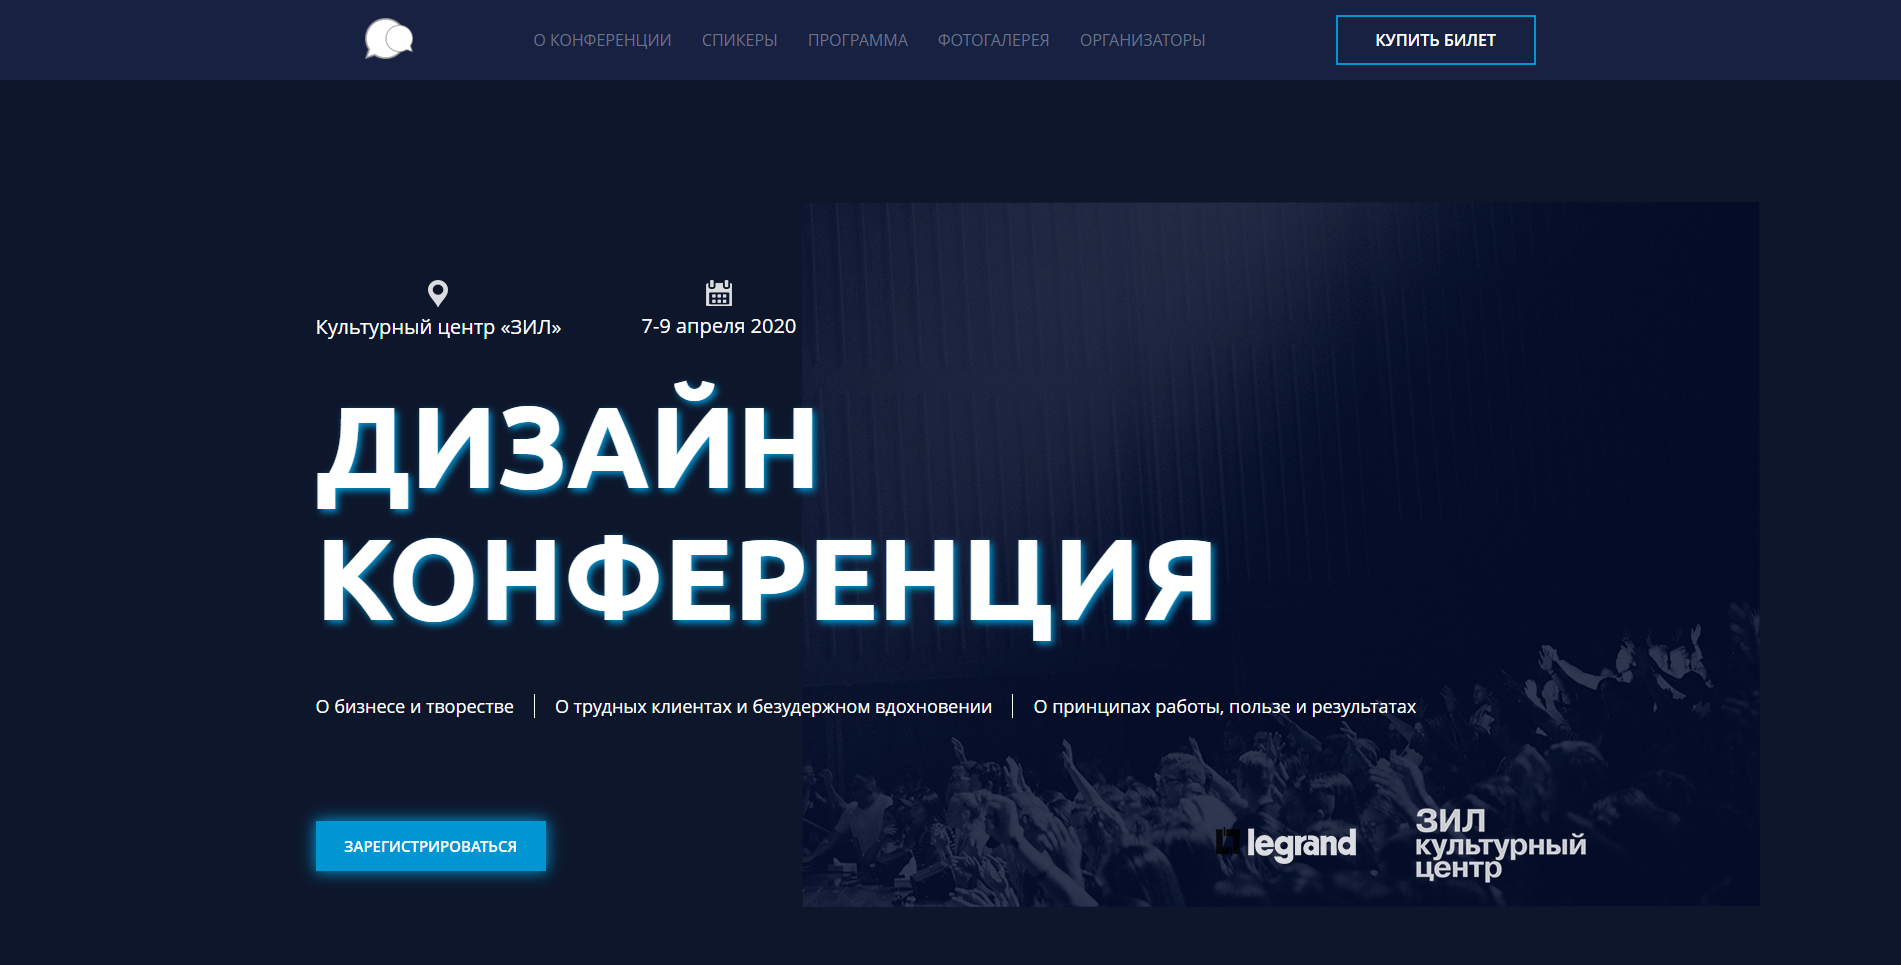 О КОНФЕРЕНЦИИ СПИКЕРЫ ПРОГРАММА ФОТОГАЛЕРЕЯ ОРГАНИЗАТОРЫ КУПИТЬ БИЛЕТ
Культурный центр «ЗИЛ» 7-9 апреля 2020
ДИЗАЙН
КОНФЕРЕНЦИЯ
О бизнесе и творестве О трудных клиентах и безудержном вдохновении О принципах работы, пользе и результатах
ЗАРЕГИСТРИРОВАТЬСЯ
legrand
ЗИЛ
культурный
центр